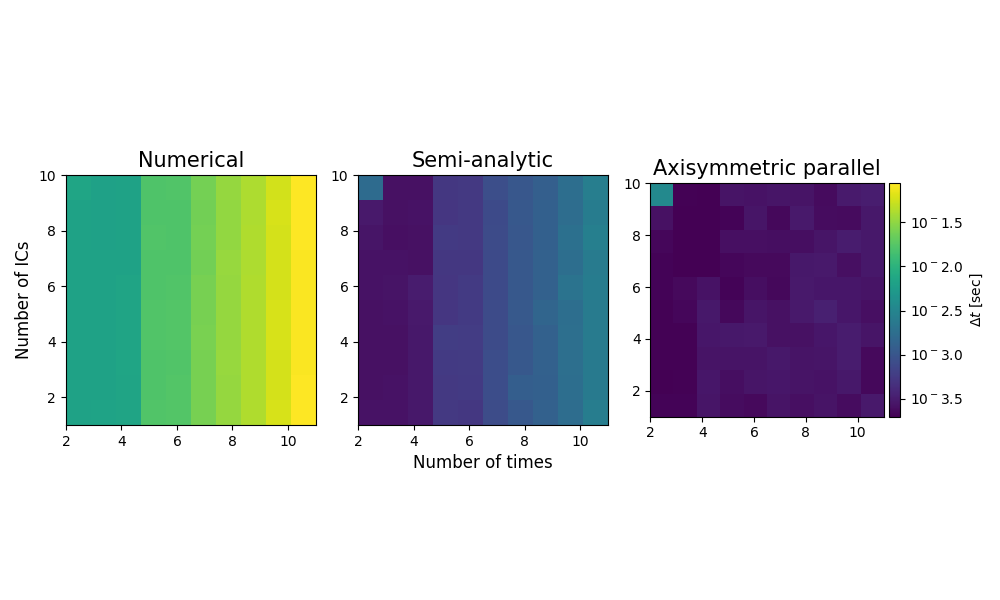 Numerical
Semi-analytic
Axisymmetric parallel
Number of ICs
10
8
6
4
2
2 4 6 8 10
10
8
6
4
2
2 4 6 8 10
Number of times
10
8
6
4
2
2 4 6 8 10
10⁻1.5
10⁻2.0
10⁻2.5
10⁻3.0
10⁻3.5
Δt [sec]